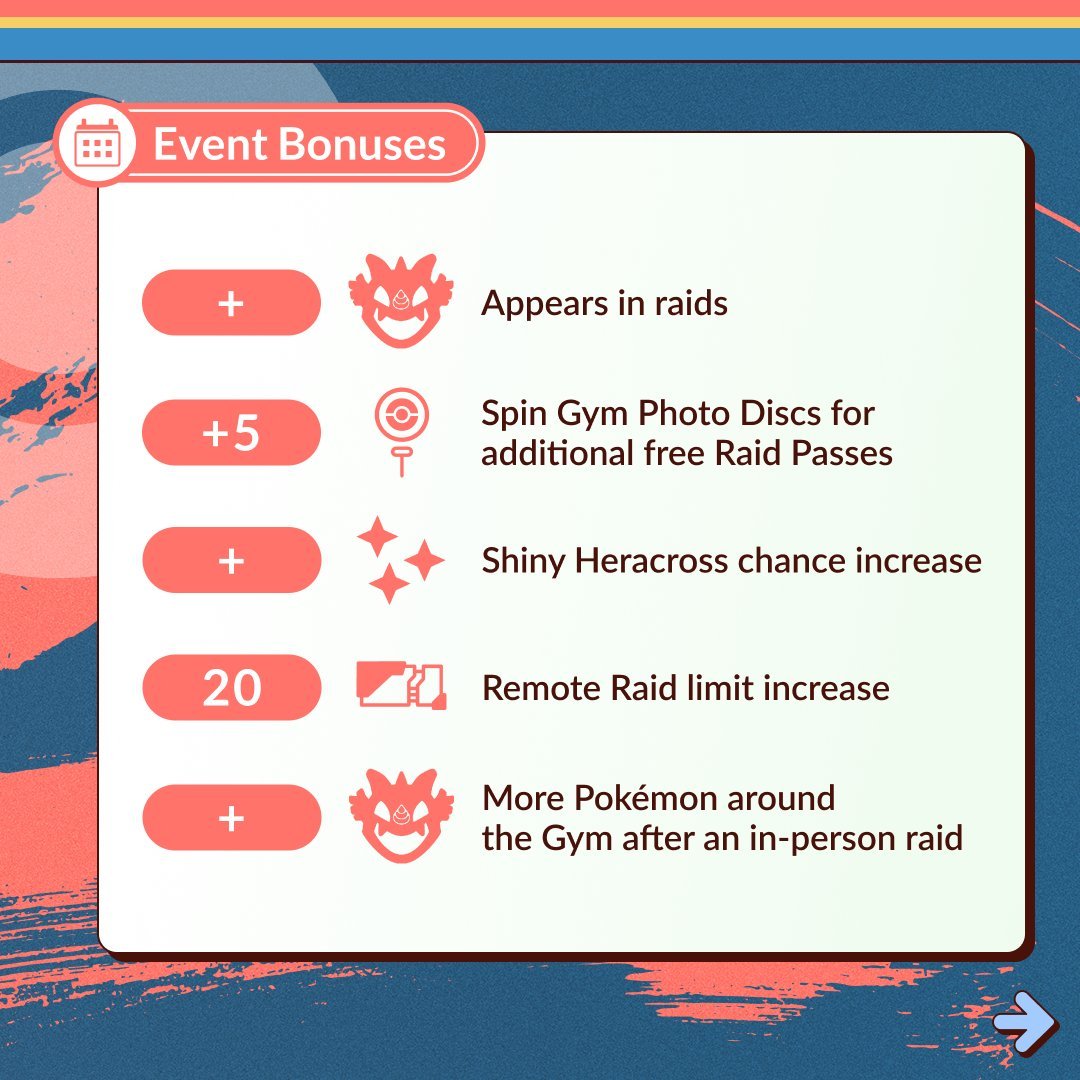 Event Bonuses
+
Appears in raids
+5
Spin Gym Photo Discs for
additional free Raid Passes
+
Shiny Heracross chance increase
20
Remote Raid limit increase
+
More Pokémon around
the Gym after an in-person raid